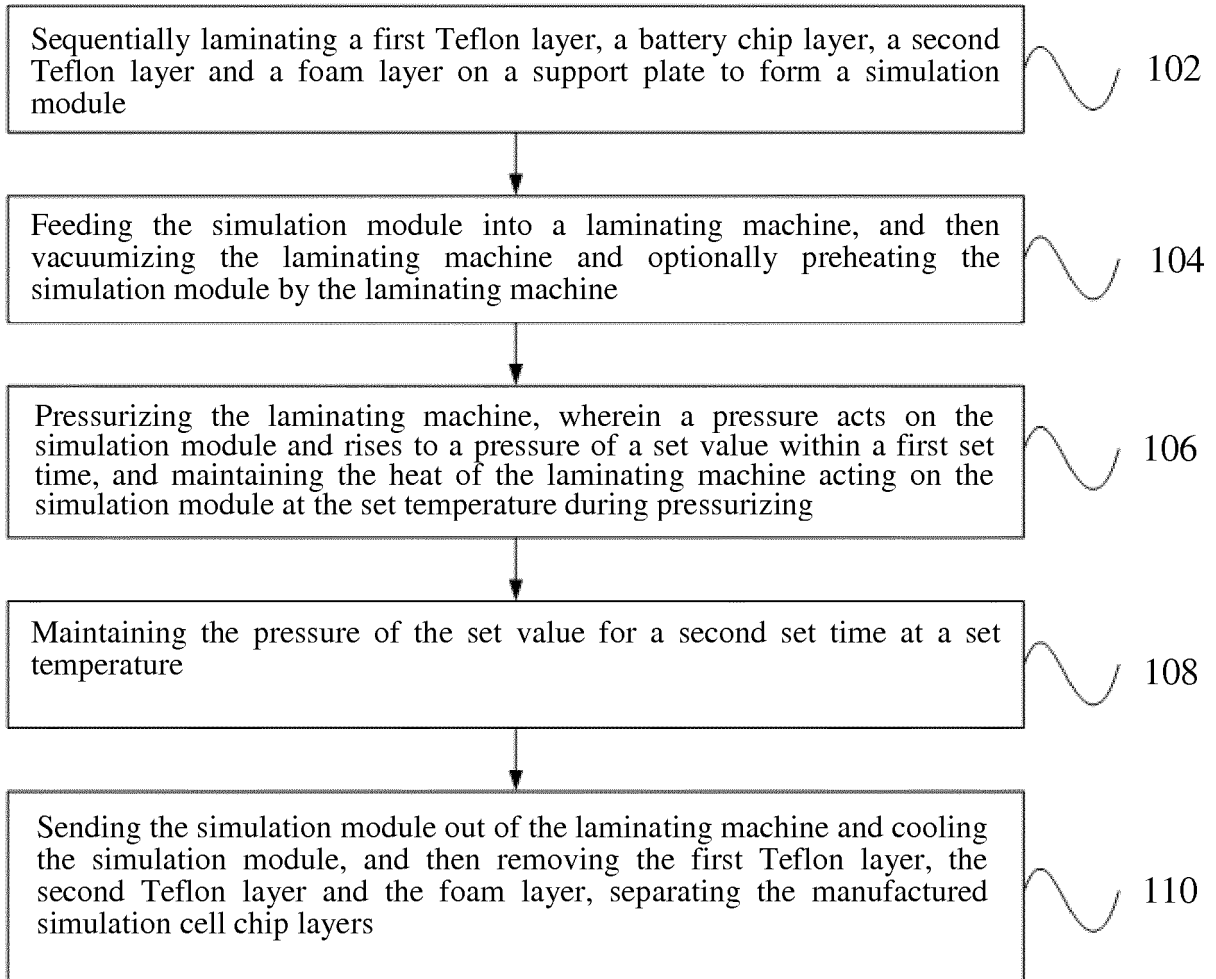 Sequentially laminating a first Teflon layer, a battery chip layer, a second
Teflon layer and a foam layer on a support plate to form a simulation
module
102
Feeding the simulation module into a laminating machine, and then
vacuumizing the laminating machine and optionally preheating the
simulation module by the laminating machine
104
Pressurizing the laminating machine, wherein a pressure acts on the
simulation module and rises to a pressure of a set value within a first set
time, and maintaining the heat of the laminating machine acting on the
simulation module at the set temperature during pressurizing
106
Maintaining the pressure of the set value for a second set time at a set
temperature
108
Sending the simulation module out of the laminating machine and cooling
the simulation module, and then removing the first Teflon layer, the
second Teflon layer and the foam layer, separating the manufactured
simulation cell chip layers
110